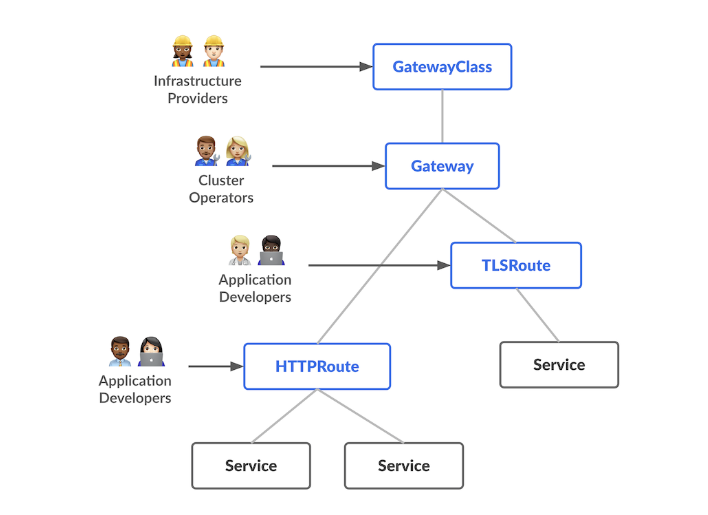 GatewayClass
Infrastructure
Providers
Gateway
Cluster
Operators
TLSRoute
Application
Developers
HTTPRoute
Service
Application
Developers
Service
Service